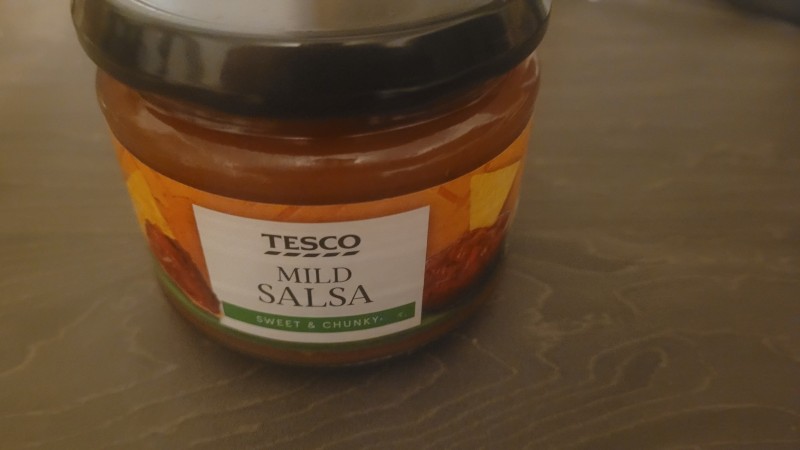 TESCO
MILD
SALSA
SWEET & CHUNKY